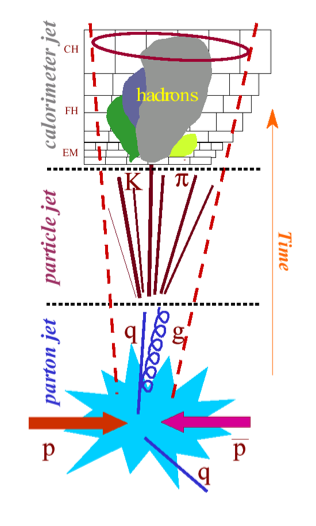 calorimeter jet
CH
FH
EM
hadrons
particle jet
K
π
Time
parton jet
q
g
p
p̅
q